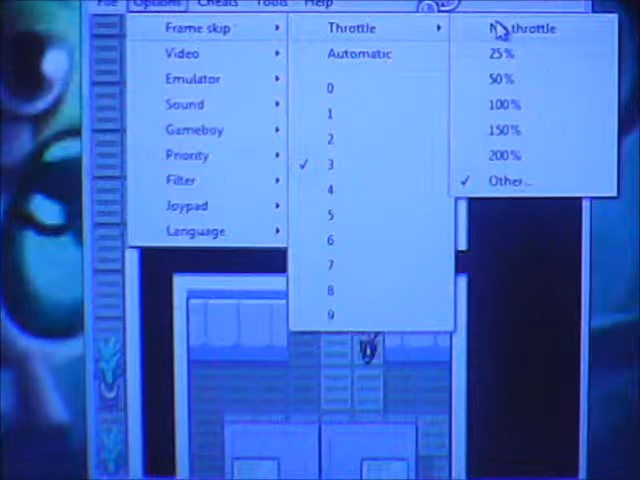 File Options Cheats Tools Help
Frame skip
Video
Emulator
Sound
Gameboy
Priority
Filter
Joypad
Language
Throttle
Automatic
0
1
2
3
4
5
6
7
8
9
throttle
25%
50%
100%
150%
200%
Other...